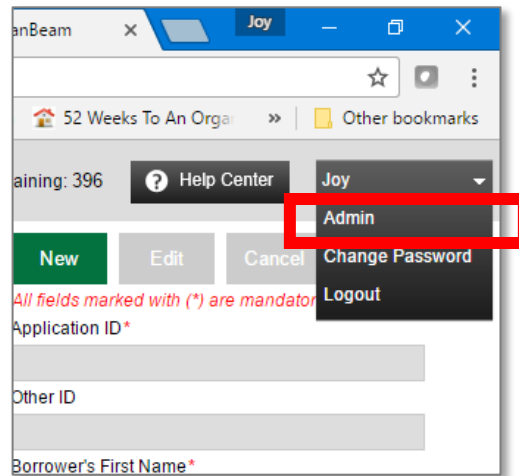 anBeam
Joy
52 Weeks To An Orga
»
Other bookmarks
aining: 396
? Help Center
Joy
Admin
New
Edit
Cancel
Change Password
All fields marked with (*) are mandator
Logout
Application ID*
Other ID
Borrower's First Name*